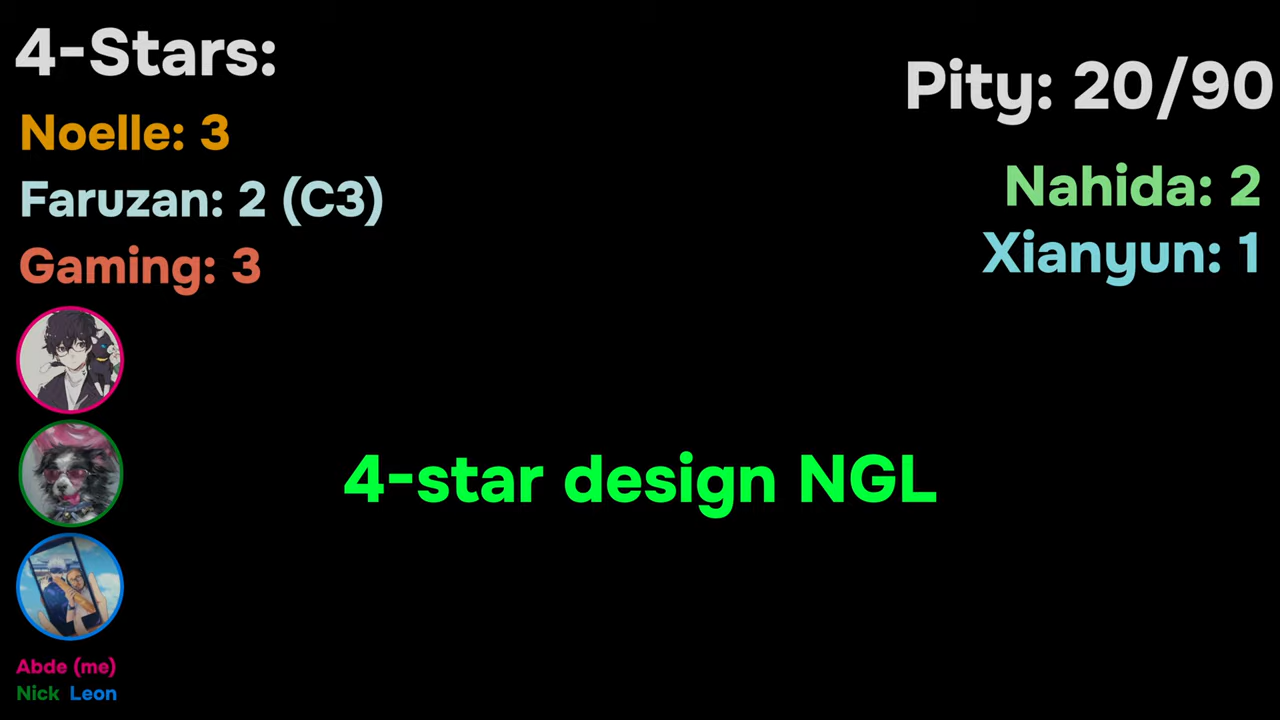 4-Stars:
Noelle: 3
Faruzan: 2 (C3)
Gaming: 3
Pity: 20/90
Nahida: 2
Xianyun: 1
4-star design NGL
Abde (me)
Nick Leon